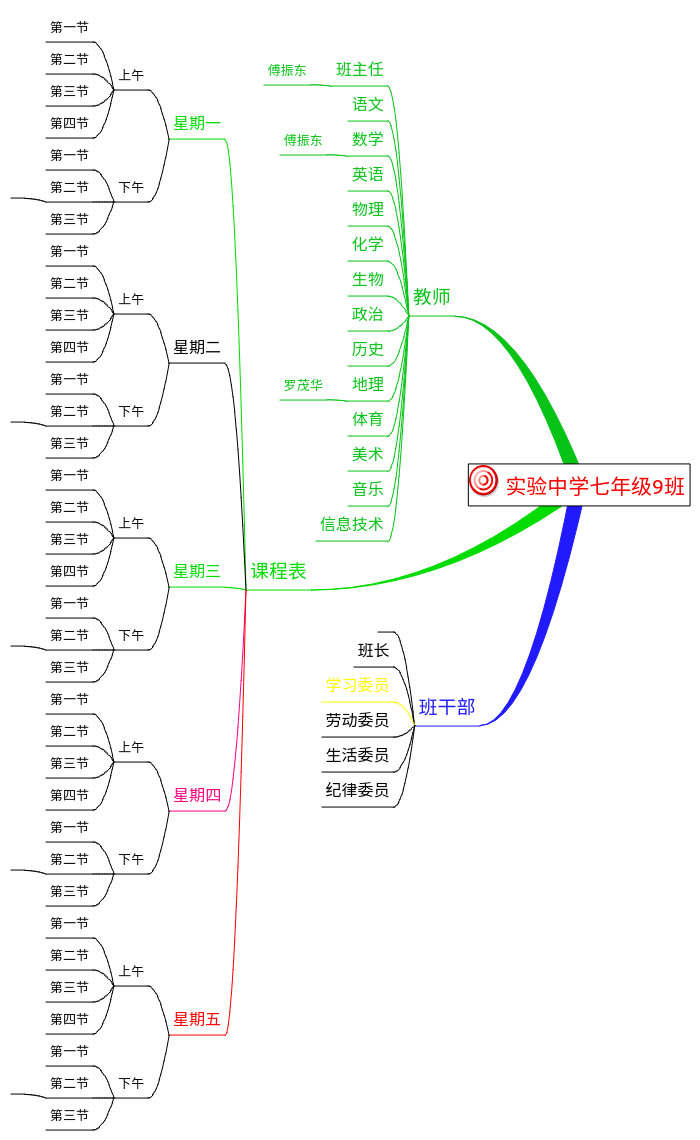 实验中学七年级9班
教师
班主任
傅振东
语文
数学
傅振东
英语
物理
化学
生物
政治
历史
地理
罗茂华
体育
美术
音乐
信息技术
课程表
星期一
上午
第一节
第二节
第三节
第四节
下午
第一节
第二节
第三节
星期二
上午
第一节
第二节
第三节
第四节
下午
第一节
第二节
第三节
星期三
上午
第一节
第二节
第三节
第四节
下午
第一节
第二节
第三节
星期四
上午
第一节
第二节
第三节
第四节
下午
第一节
第二节
第三节
星期五
上午
第一节
第二节
第三节
第四节
下午
第一节
第二节
第三节
班干部
班长
学习委员
劳动委员
生活委员
纪律委员